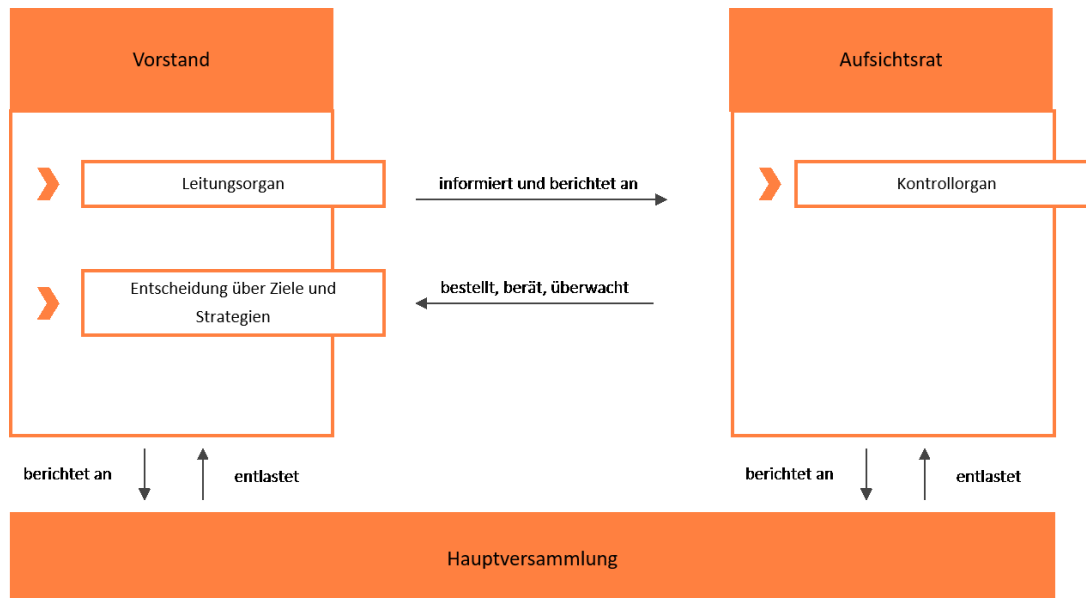 Vorstand
Aufsichtsrat
Leitungsorgan
informiert und berichtet an
Kontrollorgan
Entscheidung über Ziele und
Strategien
bestellt, berät, überwacht
berichtet an
entlastet
berichtet an
entlastet
Hauptversammlung